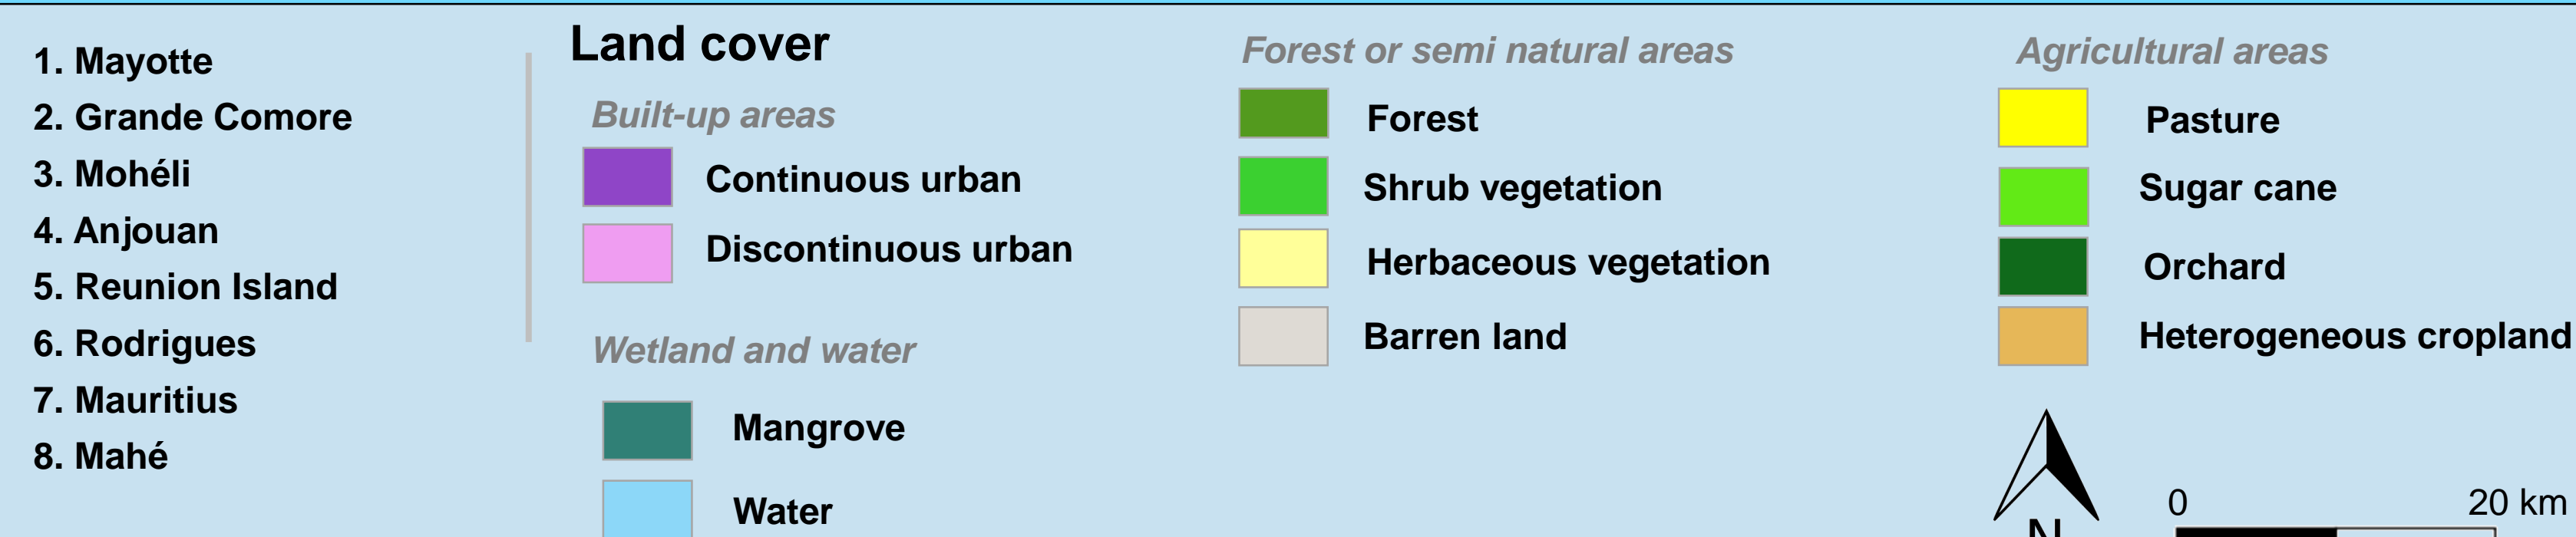 1. Mayotte
2. Grande Comore
3. Mohéli
4. Anjouan
5. Reunion Island
6. Rodrigues
7. Mauritius
8. Mahé
Land cover
Built-up areas
Continuous urban
Discontinuous urban
Wetland and water
Mangrove
Water
Forest or semi natural areas
Forest
Shrub vegetation
Herbaceous vegetation
Barren land
Agricultural areas
Pasture
Sugar cane
Orchard
Heterogeneous cropland
N
0 20 km